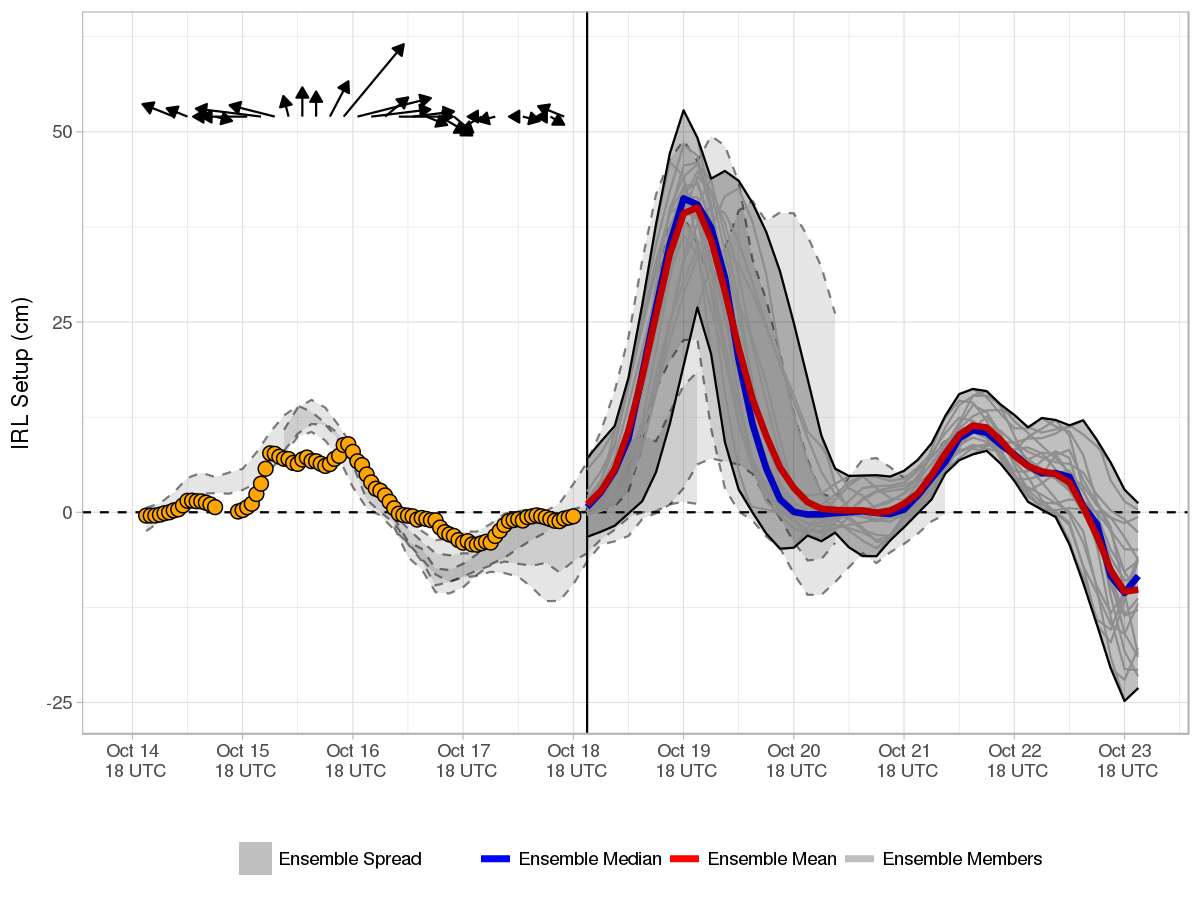 IRL Setup (cm)
50
25
0
-25
Oct 14 Oct 15 Oct 16 Oct 17 Oct 18 Oct 19 Oct 20 Oct 21 Oct 22 Oct 23
18 UTC 18 UTC 18 UTC 18 UTC 18 UTC 18 UTC 18 UTC 18 UTC 18 UTC 18 UTC
Ensemble Spread Ensemble Median Ensemble Mean Ensemble Members